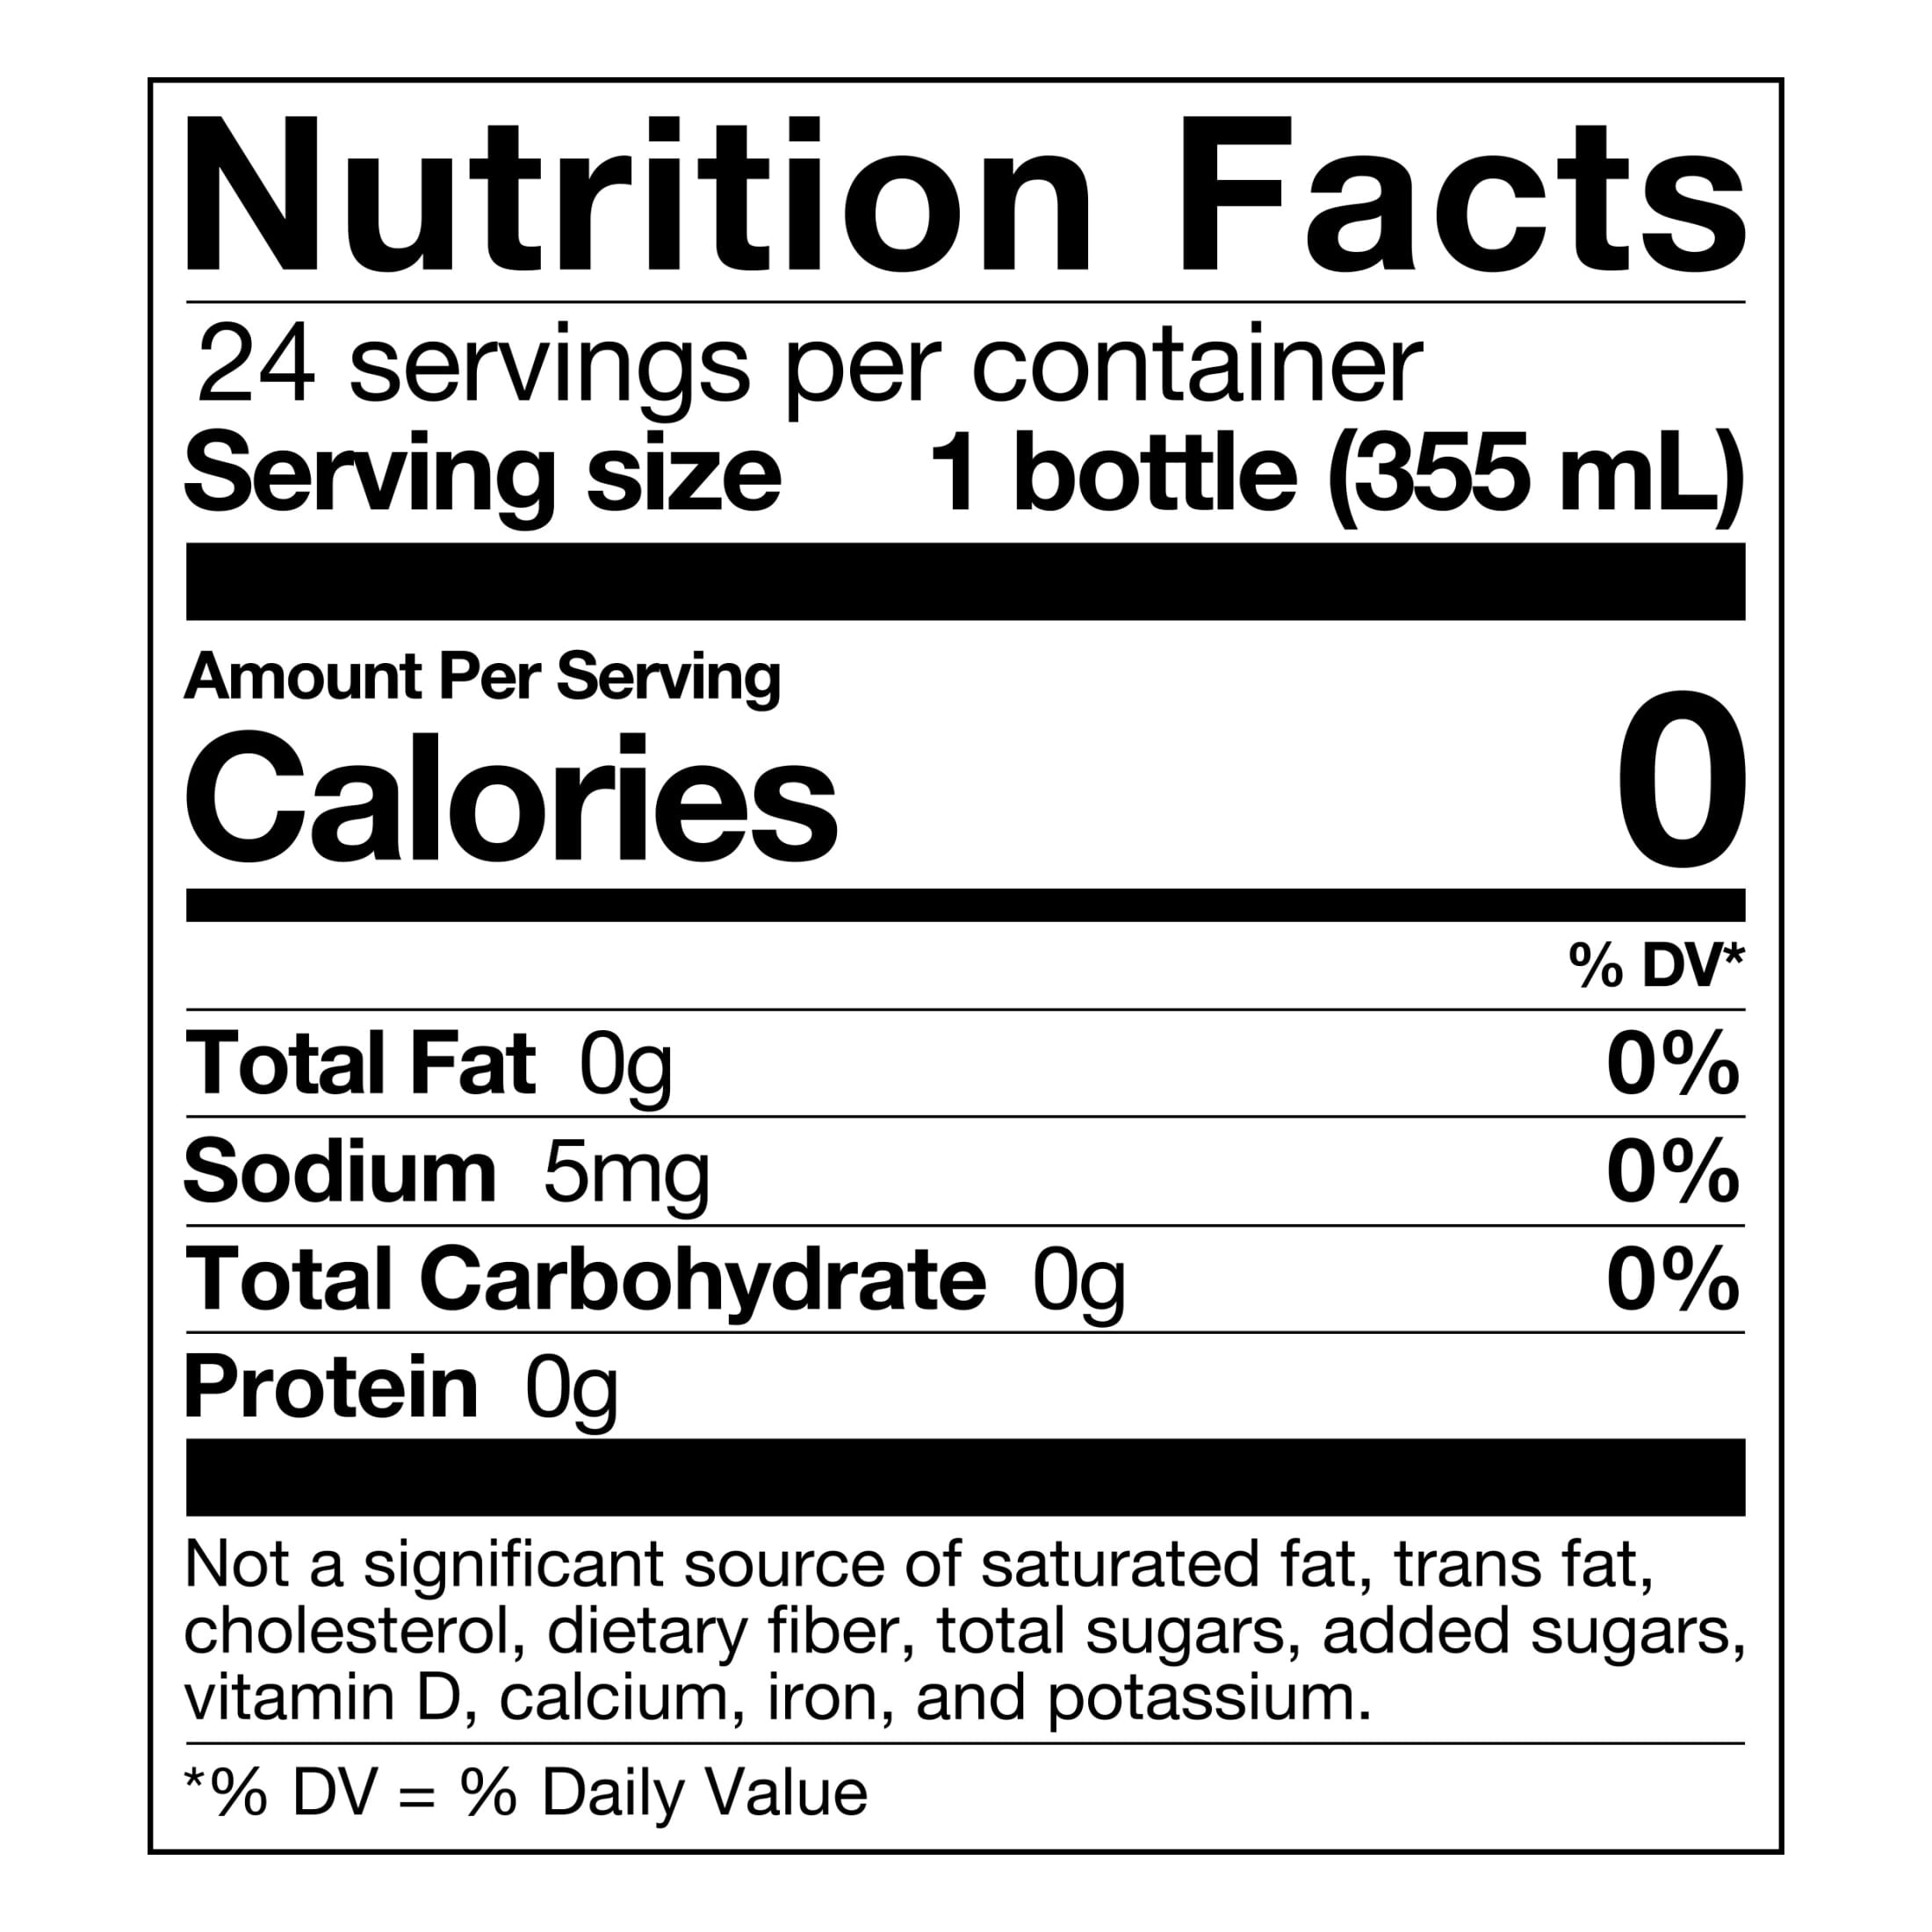 Nutrition Facts
24 servings per container
Serving size 1 bottle (355 mL)
Amount Per Serving
Calories 0
% DV*
Total Fat 0g 0%
Sodium 5mg 0%
Total Carbohydrate 0g 0%
Protein 0g
Not a significant source of saturated fat, trans fat,
cholesterol, dietary fiber, total sugars, added sugars,
vitamin D, calcium, iron, and potassium.
*% DV = % Daily Value